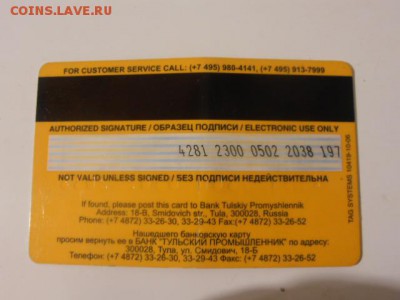 COINS.LAVE.RU
FOR CUSTOMER SERVICE CALL: (+7 495) 980-4141, (+7 495) 913-7999
AUTHORIZED SIGNATURE / ОБРАЗЕЦ ПОДПИСИ / ELECTRONIC USE ONLY
4281 2300 0502 2038 197
NOT VALID UNLESS SIGNED / БЕЗ ПОДПИСИ НЕДЕЙСТВИТЕЛЬНА
If found, please post this card to Bank Tulskiy Promyshlennik
Address: 18-B, Smidovich str., Tula, 300028, Russia
Phone: (+7 4872) 33-26-30, 33-29-43 Fax: (+7 4872) 33-26-52
Нашедшего банковскую карту
просим вернуть ее в БАНК "ТУЛЬСКИЙ ПРОМЫШЛЕННИК" по адресу:
300028, Тула, ул. Смидович, 18-Б
Телефон: (+7 4872) 33-26-30, 33-29-43 Факс: (+7 4872) 33-26-52
TAG SYSTEMS 10419-10-06